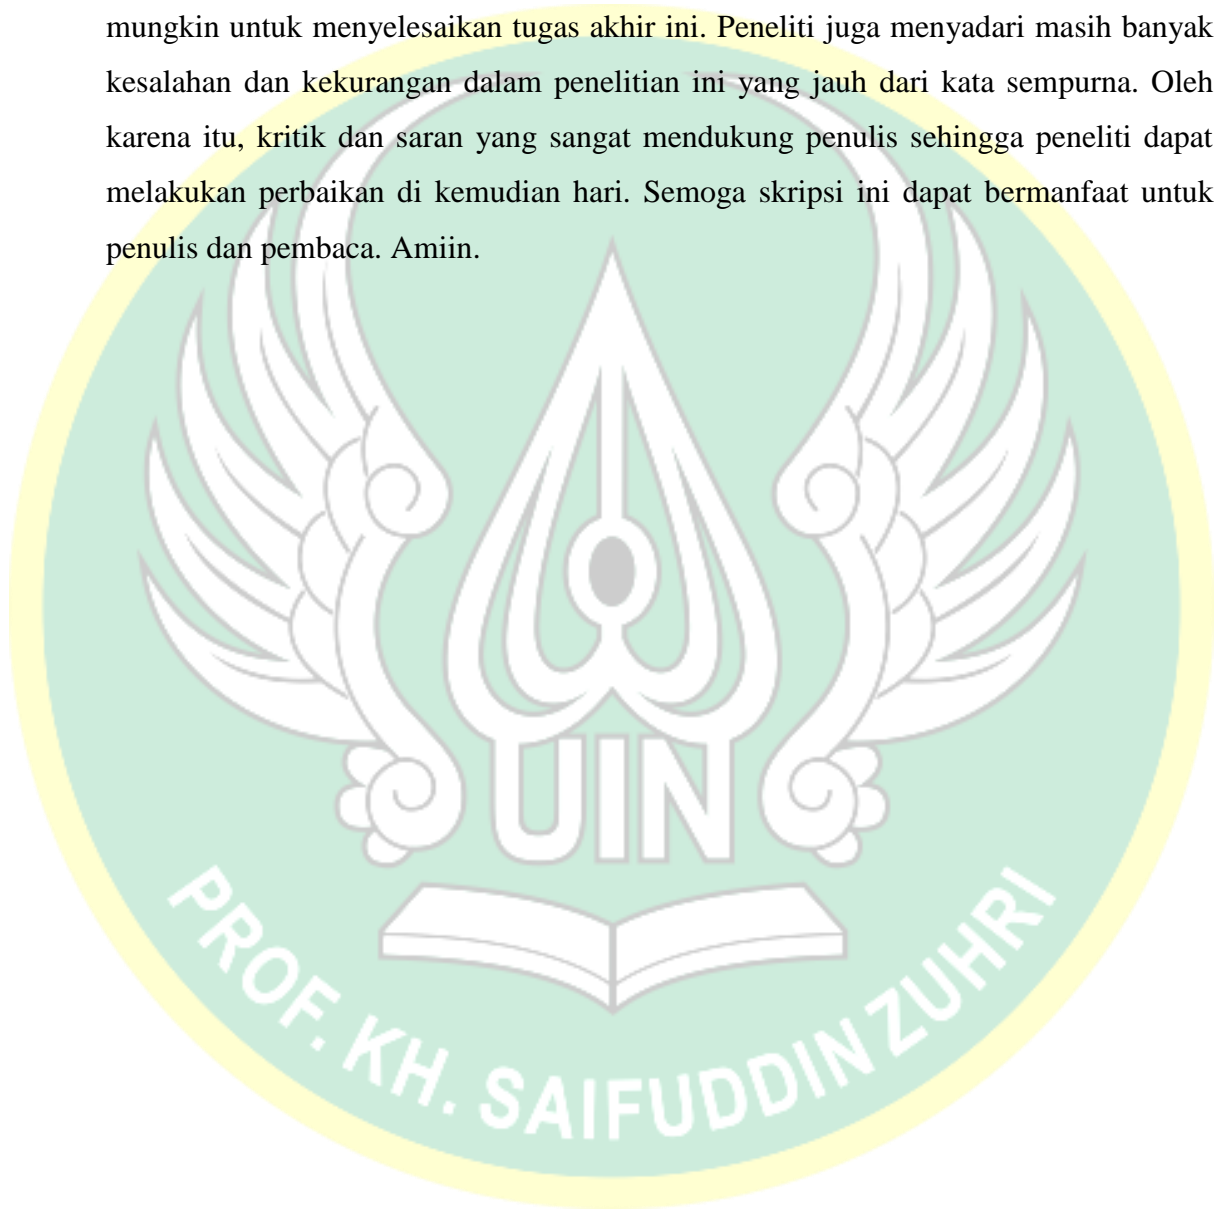 mungkin untuk menyelesaikan tugas akhir ini. Peneliti juga menyadari masih banyak
kesalahan dan kekurangan dalam penelitian ini yang jauh dari kata sempurna. Oleh
karena itu, kritik dan saran yang sangat mendukung penulis sehingga peneliti dapat
melakukan perbaikan di kemudian hari. Semoga skripsi ini dapat bermanfaat untuk
penulis dan pembaca. Amiin.
UIN
PROF. KH. SAIFUDDIN ZUHRI